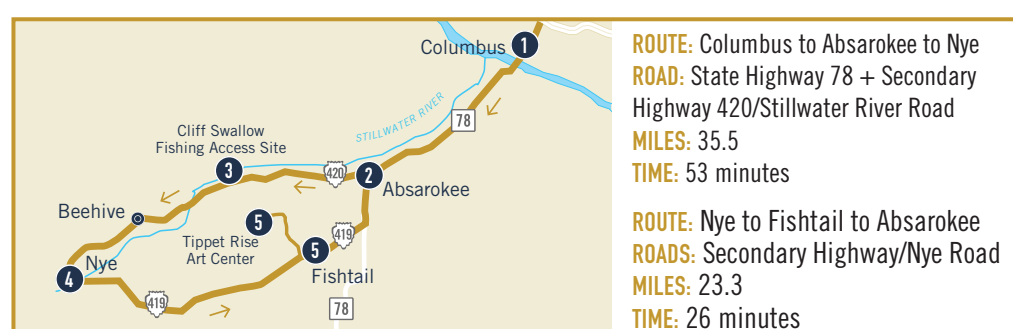 Columbus 1
STILLWATER RIVER
78
Cliff Swallow
Fishing Access Site
3
420
2
Absarokee
Beehive
5
Tippet Rise
Art Center
419
5
Fishtail
Nye
4
419
78
ROUTE: Columbus to Absarokee to Nye
ROAD: State Highway 78 + Secondary
Highway 420/Stillwater River Road
MILES: 35.5
TIME: 53 minutes
ROUTE: Nye to Fishtail to Absarokee
ROADS: Secondary Highway/Nye Road
MILES: 23.3
TIME: 26 minutes